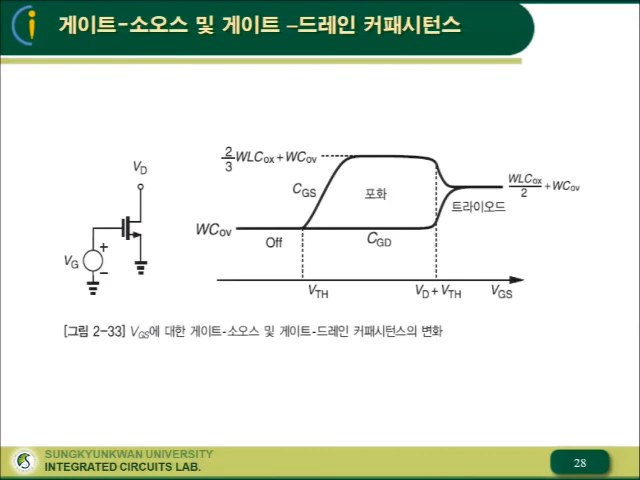 게이트-소오스 및 게이트 –드레인 커패시턴스
V_D
V_G
+
−
2/3 WLC_ox + WC_ov
C_GS
포화
WLC_ox/2 + WC_ov
트라이오드
WC_ov
Off
C_GD
V_TH
V_D + V_TH
V_GS
[그림 2-33] V_GS에 대한 게이트-소오스 및 게이트-드레인 커패시턴스의 변화
SUNGKYUNKWAN UNIVERSITY
INTEGRATED CIRCUITS LAB.
28